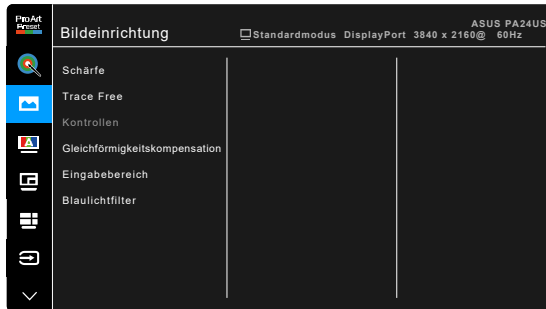 ProArt
Preset
Bildeinrichtung
ASUS PA24US
Standardmodus DisplayPort 3840 x 2160@ 60Hz
Schärfe
Trace Free
Kontrollen
Gleichförmigkeitskompensation
Eingabebereich
Blaulichtfilter
A